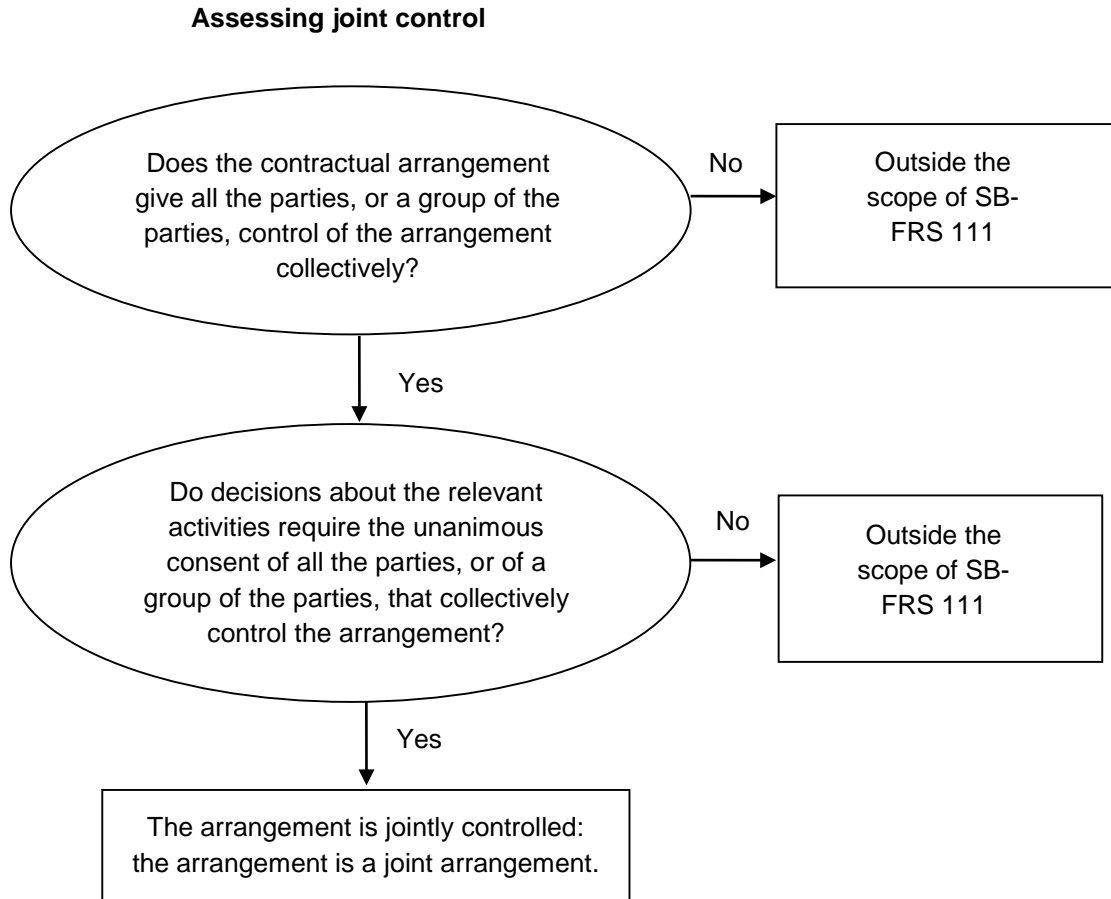 Assessing joint control
Does the contractual arrangement
give all the parties, or a group of the
parties, control of the arrangement
collectively?
No
Outside the
scope of SB-
FRS 111
Yes
Do decisions about the relevant
activities require the unanimous
consent of all the parties, or of a
group of the parties, that collectively
control the arrangement?
No
Outside the
scope of SB-
FRS 111
Yes
The arrangement is jointly controlled:
the arrangement is a joint arrangement.